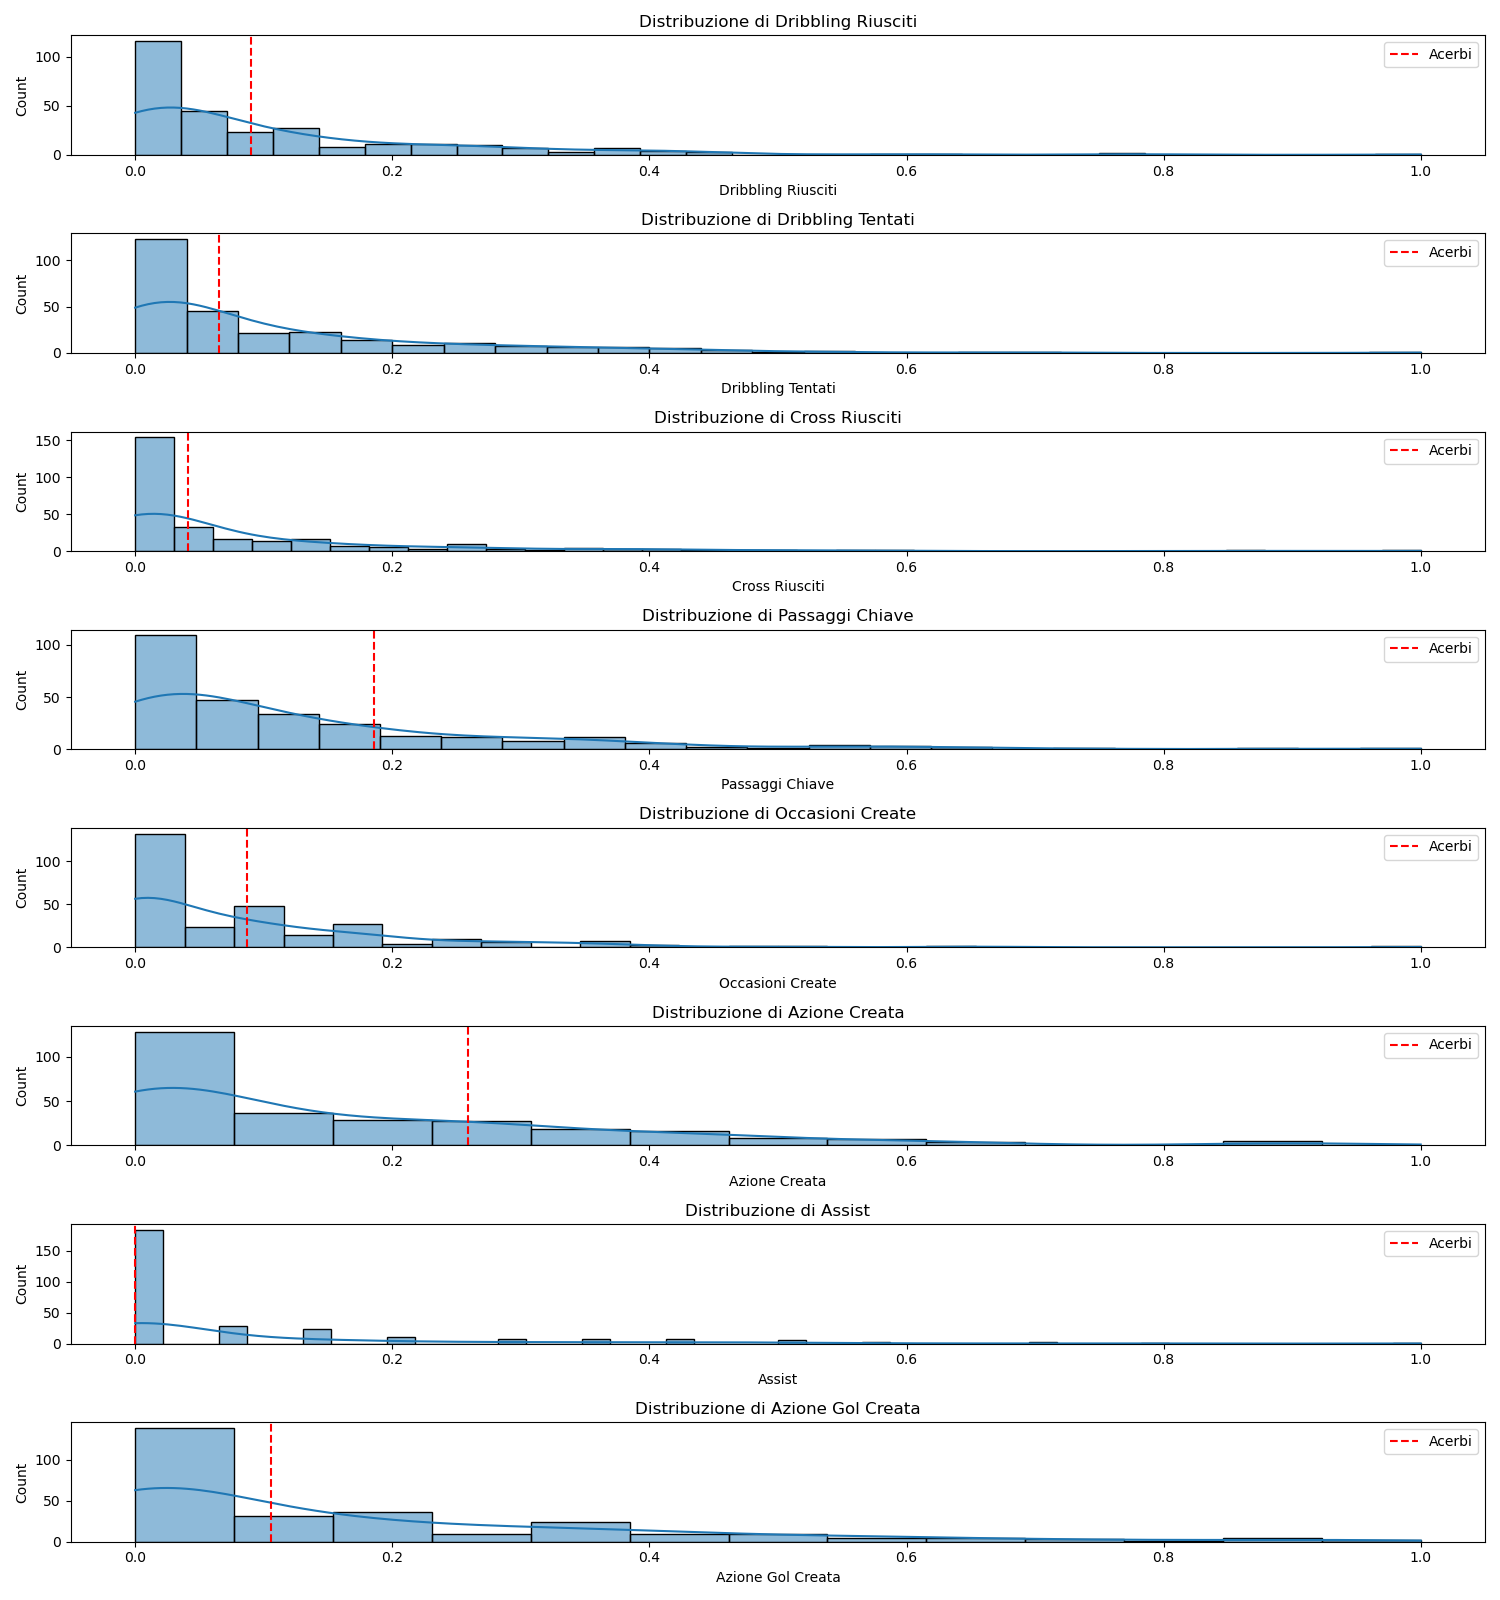 Distribuzione di Dribbling Riusciti
Acerbi
100
50
0
Count
0.0 0.2 0.4 0.6 0.8 1.0
Dribbling Riusciti
Distribuzione di Dribbling Tentati
Acerbi
100
50
0
Count
0.0 0.2 0.4 0.6 0.8 1.0
Dribbling Tentati
Distribuzione di Cross Riusciti
Acerbi
150
100
50
0
Count
0.0 0.2 0.4 0.6 0.8 1.0
Cross Riusciti
Distribuzione di Passaggi Chiave
Acerbi
100
50
0
Count
0.0 0.2 0.4 0.6 0.8 1.0
Passaggi Chiave
Distribuzione di Occasioni Create
Acerbi
100
50
0
Count
0.0 0.2 0.4 0.6 0.8 1.0
Occasioni Create
Distribuzione di Azione Creata
Acerbi
100
50
0
Count
0.0 0.2 0.4 0.6 0.8 1.0
Azione Creata
Distribuzione di Assist
Acerbi
150
100
50
0
Count
0.0 0.2 0.4 0.6 0.8 1.0
Assist
Distribuzione di Azione Gol Creata
Acerbi
100
50
0
Count
0.0 0.2 0.4 0.6 0.8 1.0
Azione Gol Creata